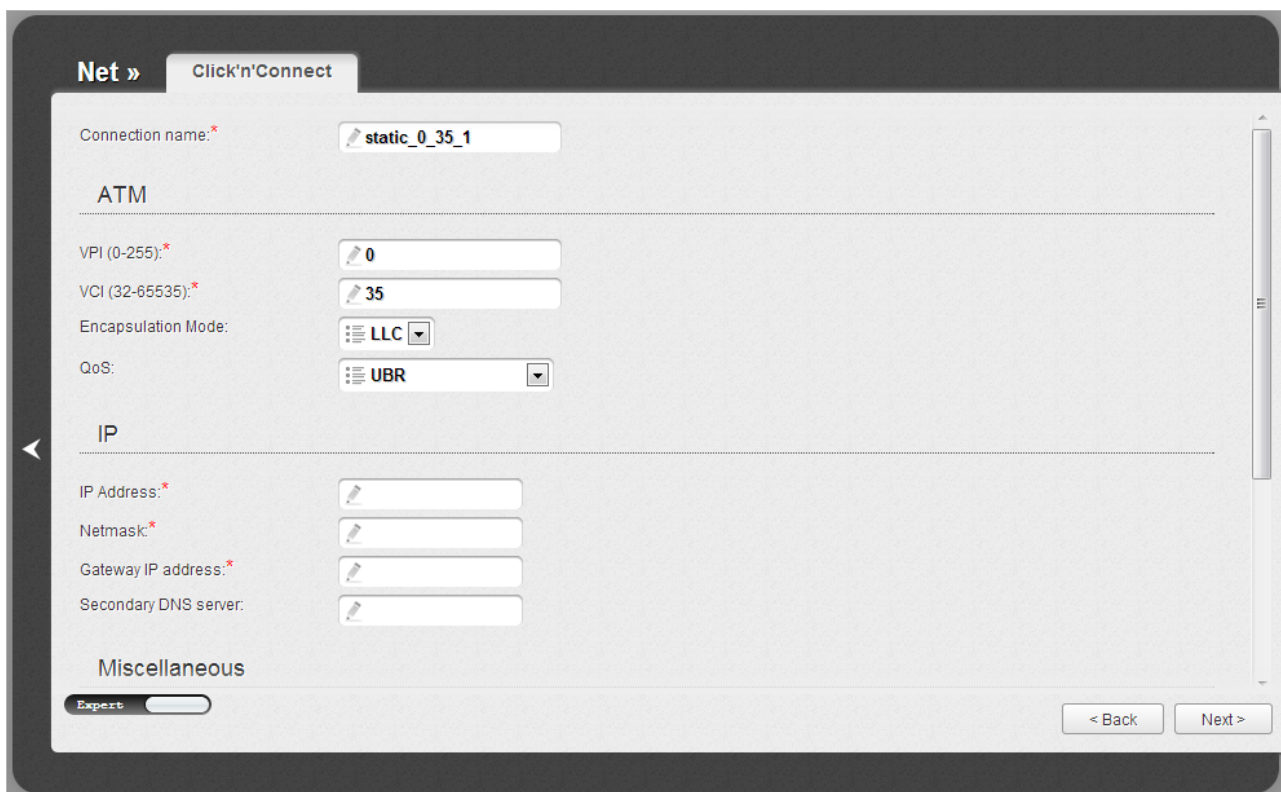 Net » Click'n'Connect
Connection name:* static_0_35_1
ATM
VPI (0-255):* 0
VCI (32-65535):* 35
Encapsulation Mode: LLC
QoS: UBR
IP
IP Address:*
Netmask:*
Gateway IP address:*
Secondary DNS server:
Miscellaneous
Expert
< Back Next >